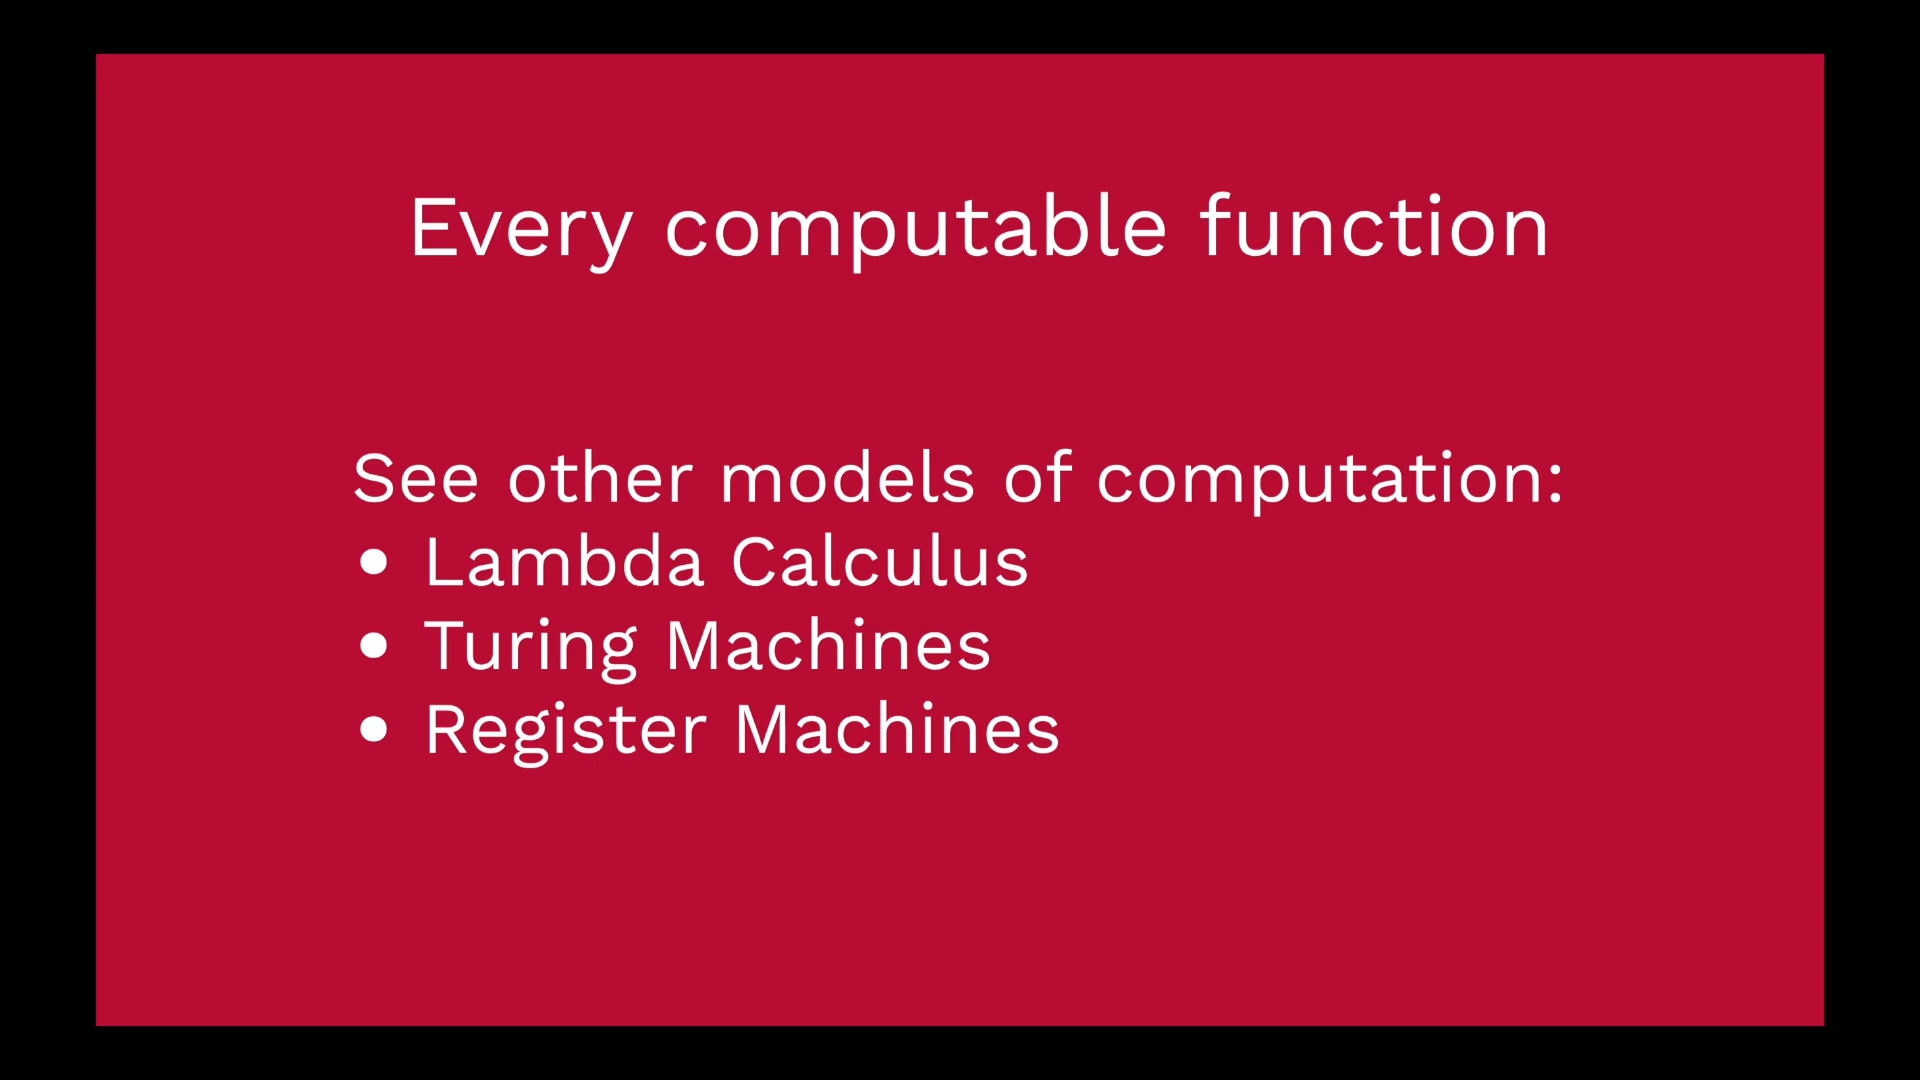 Every computable function
See other models of computation:
● Lambda Calculus
● Turing Machines
● Register Machines